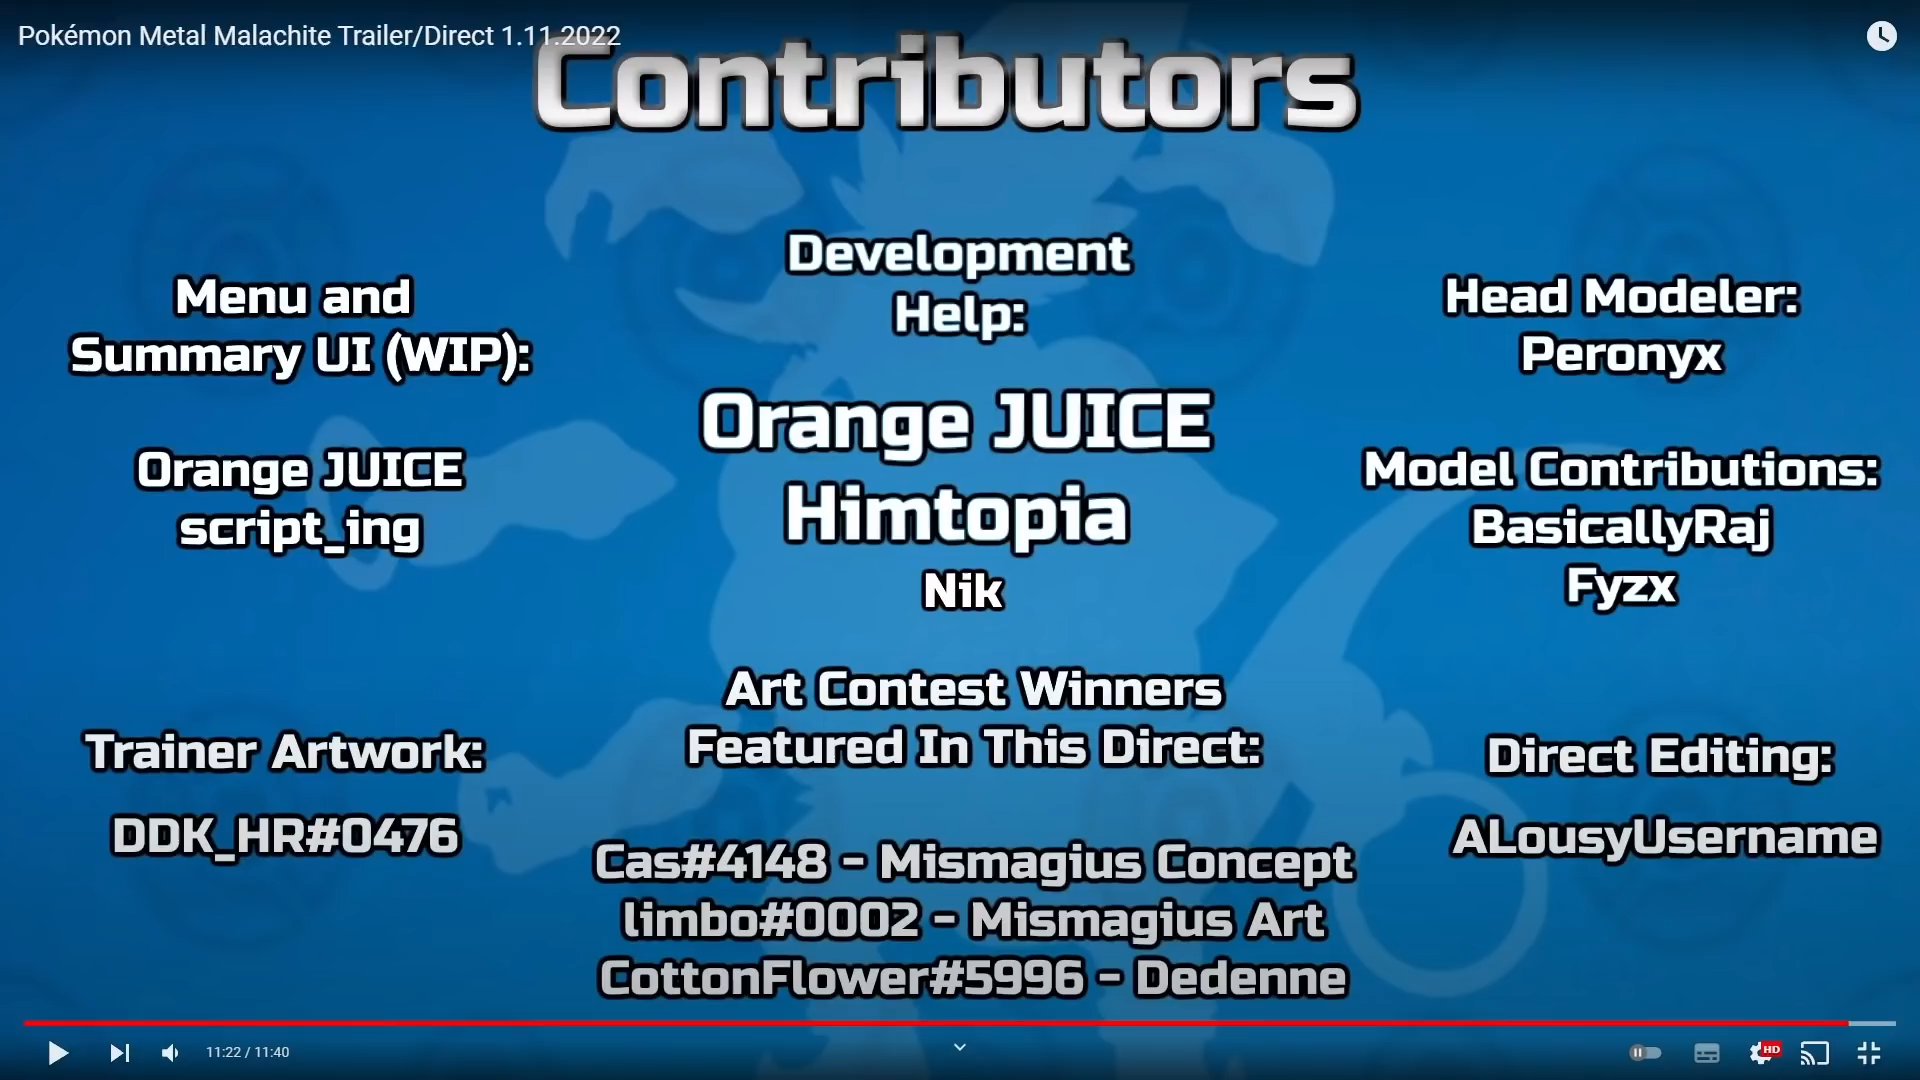 Pokémon Metal Malachite Trailer/Direct 1.11.2022
Contributors
Menu and
Summary UI (WIP):
Orange JUICE
script_ing
Trainer Artwork:
DDK_HR#0476
Development
Help:
Orange JUICE
Himtopia
Nik
Art Contest Winners
Featured In This Direct:
Cas#4148 - Mismagius Concept
limbo#0002 - Mismagius Art
CottonFlower#5996 - Dedenne
Head Modeler:
Peronyx
Model Contributions:
BasicallyRaj
Fyzx
Direct Editing:
ALousyUsername
11:22 / 11:40
HD